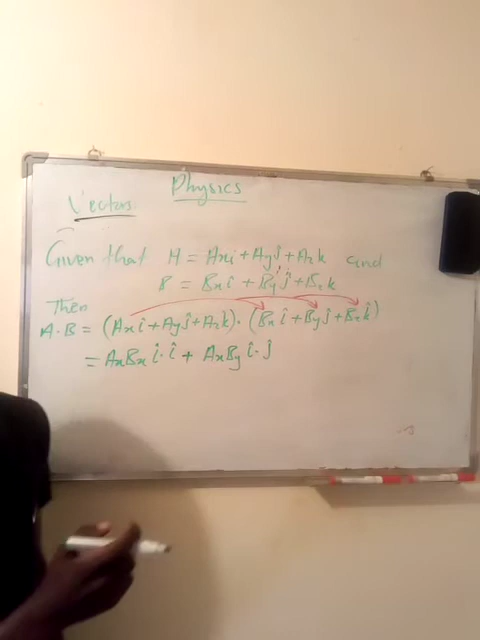 Physics
Vectors
Given that A = Axi + Ayĵ + Azk and
B = Bxî + Byĵ + Bzk
Then
A·B = (Axî + Ayĵ + Azk̂)·(Bxî + Byĵ + Bzk̂)
= AxBx î·î + AxBy î·ĵ